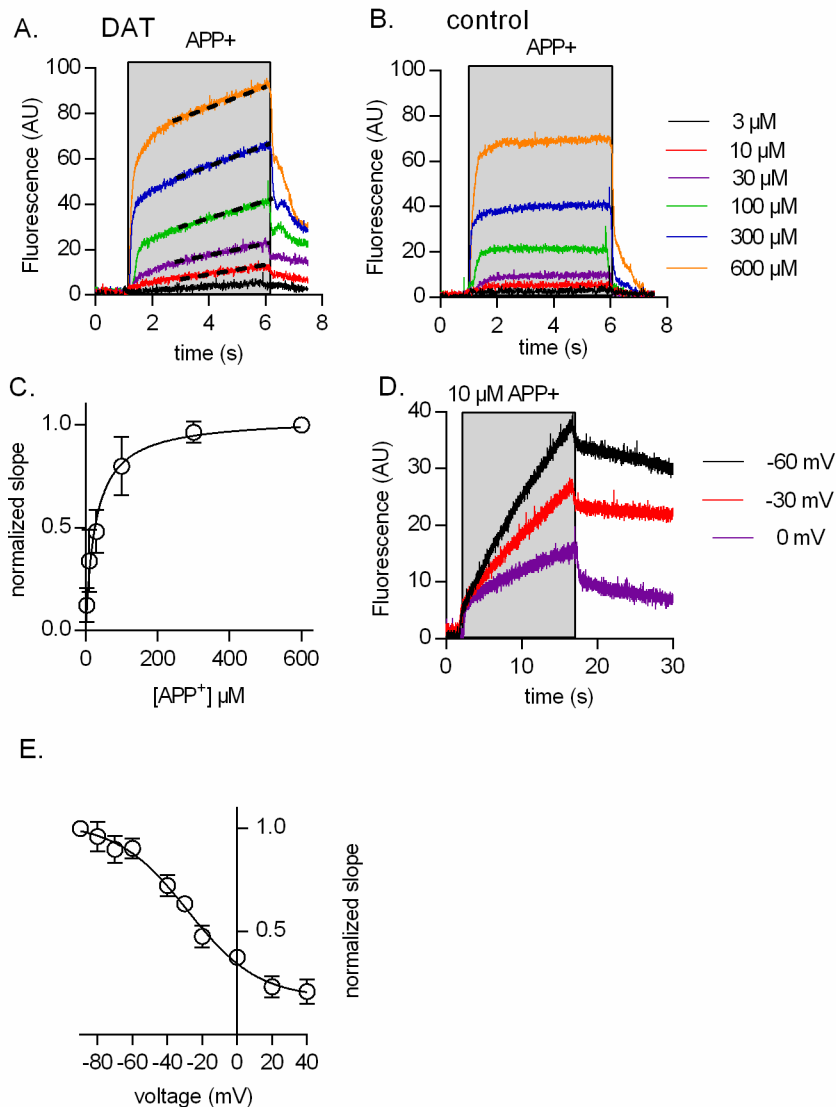 A.
DAT
APP+
Fluorescence (AU)
100
80
60
40
20
0
0 2 4 6 8
time (s)
B.
control
APP+
Fluorescence (AU)
100
80
60
40
20
0
0 2 4 6 8
time (s)
3 µM
10 µM
30 µM
100 µM
300 µM
600 µM
C.
normalized slope
1.0
0.5
0.0
0 200 400 600
[APP+] µM
D.
10 µM APP+
Fluorescence (AU)
40
30
20
10
0
0 10 20 30
time (s)
-60 mV
-30 mV
0 mV
E.
1.0
0.5
normalized slope
-80 -60 -40 -20 0 20 40
voltage (mV)